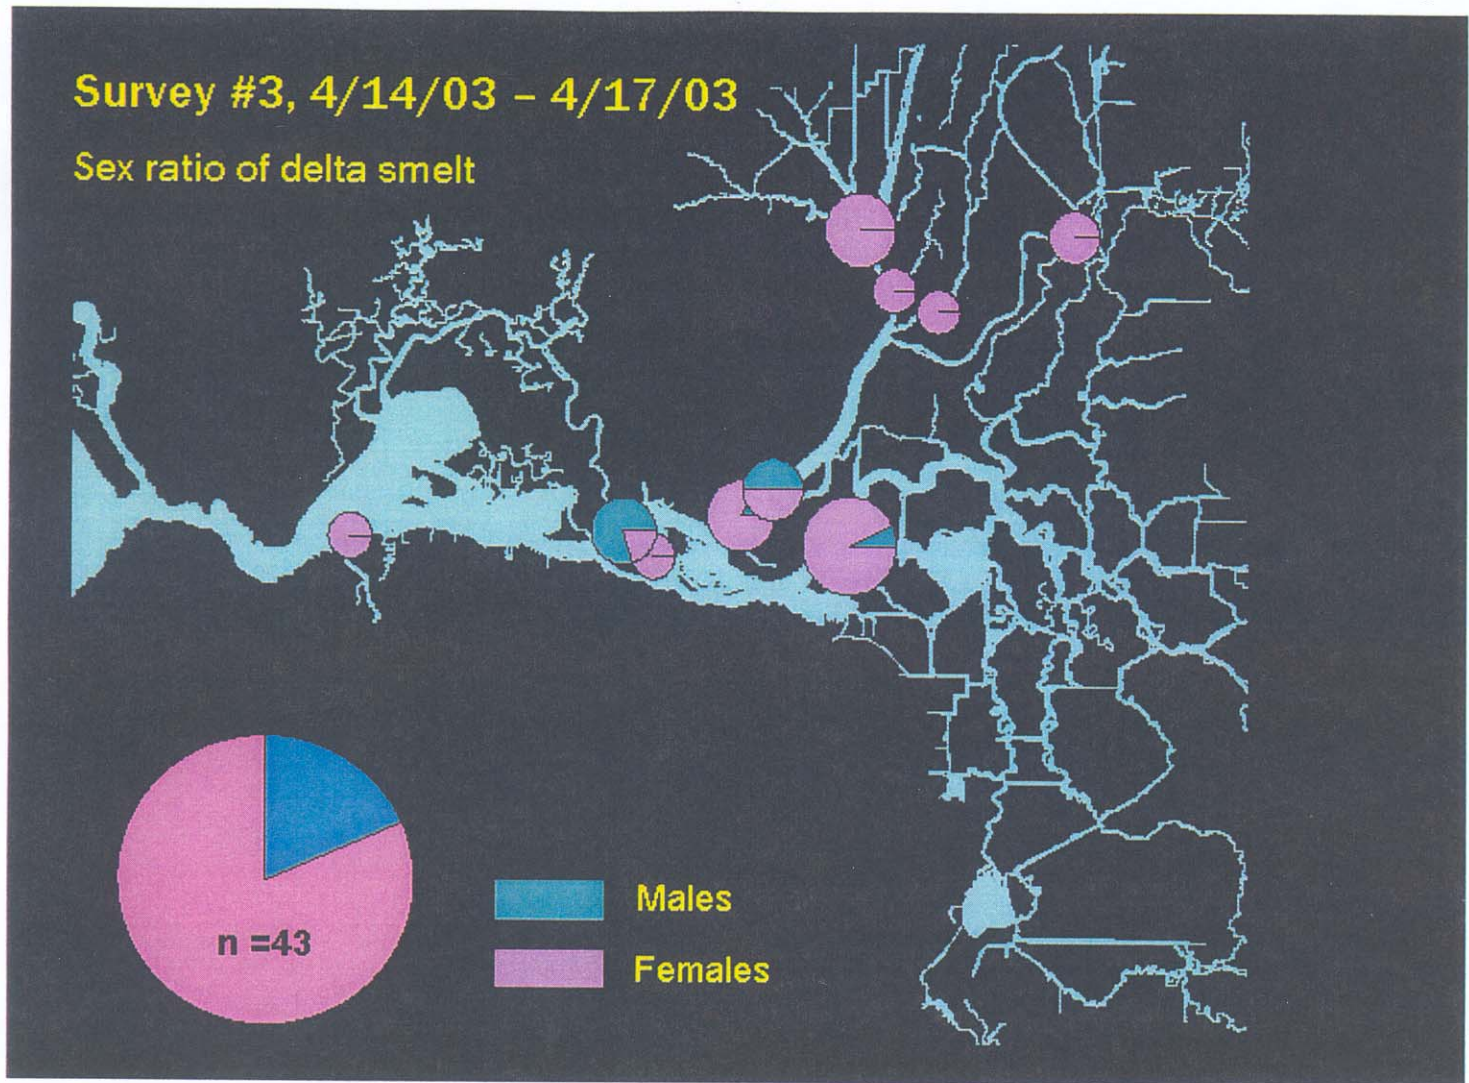 Survey #3, 4/14/03 – 4/17/03
Sex ratio of delta smelt
n =43
Males
Females